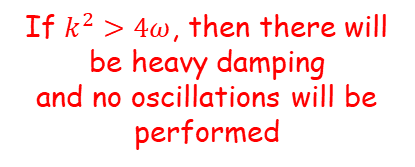 If k² > 4ω, then there will
be heavy damping
and no oscillations will be
performed